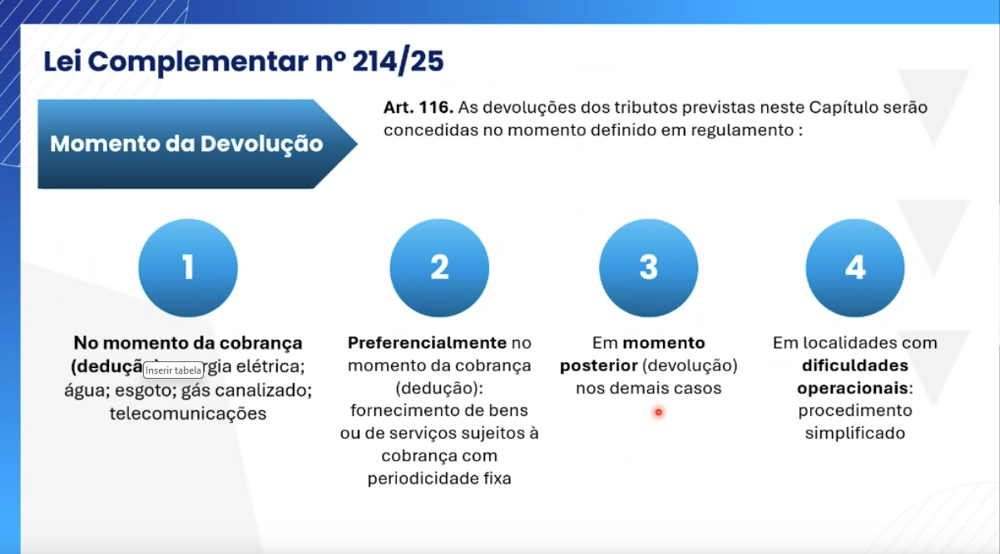 Lei Complementar nº 214/25
Momento da Devolução
Art. 116. As devoluções dos tributos previstas neste Capítulo serão
concedidas no momento definido em regulamento :
1
No momento da cobrança
(deduçã
Inserir tabela
rgia elétrica;
água; esgoto; gás canalizado;
telecomunicações
2
Preferencialmente no
momento da cobrança
(dedução):
fornecimento de bens
ou de serviços sujeitos à
cobrança com
periodicidade fixa
3
Em momento
posterior (devolução)
nos demais casos
4
Em localidades com
dificuldades
operacionais:
procedimento
simplificado